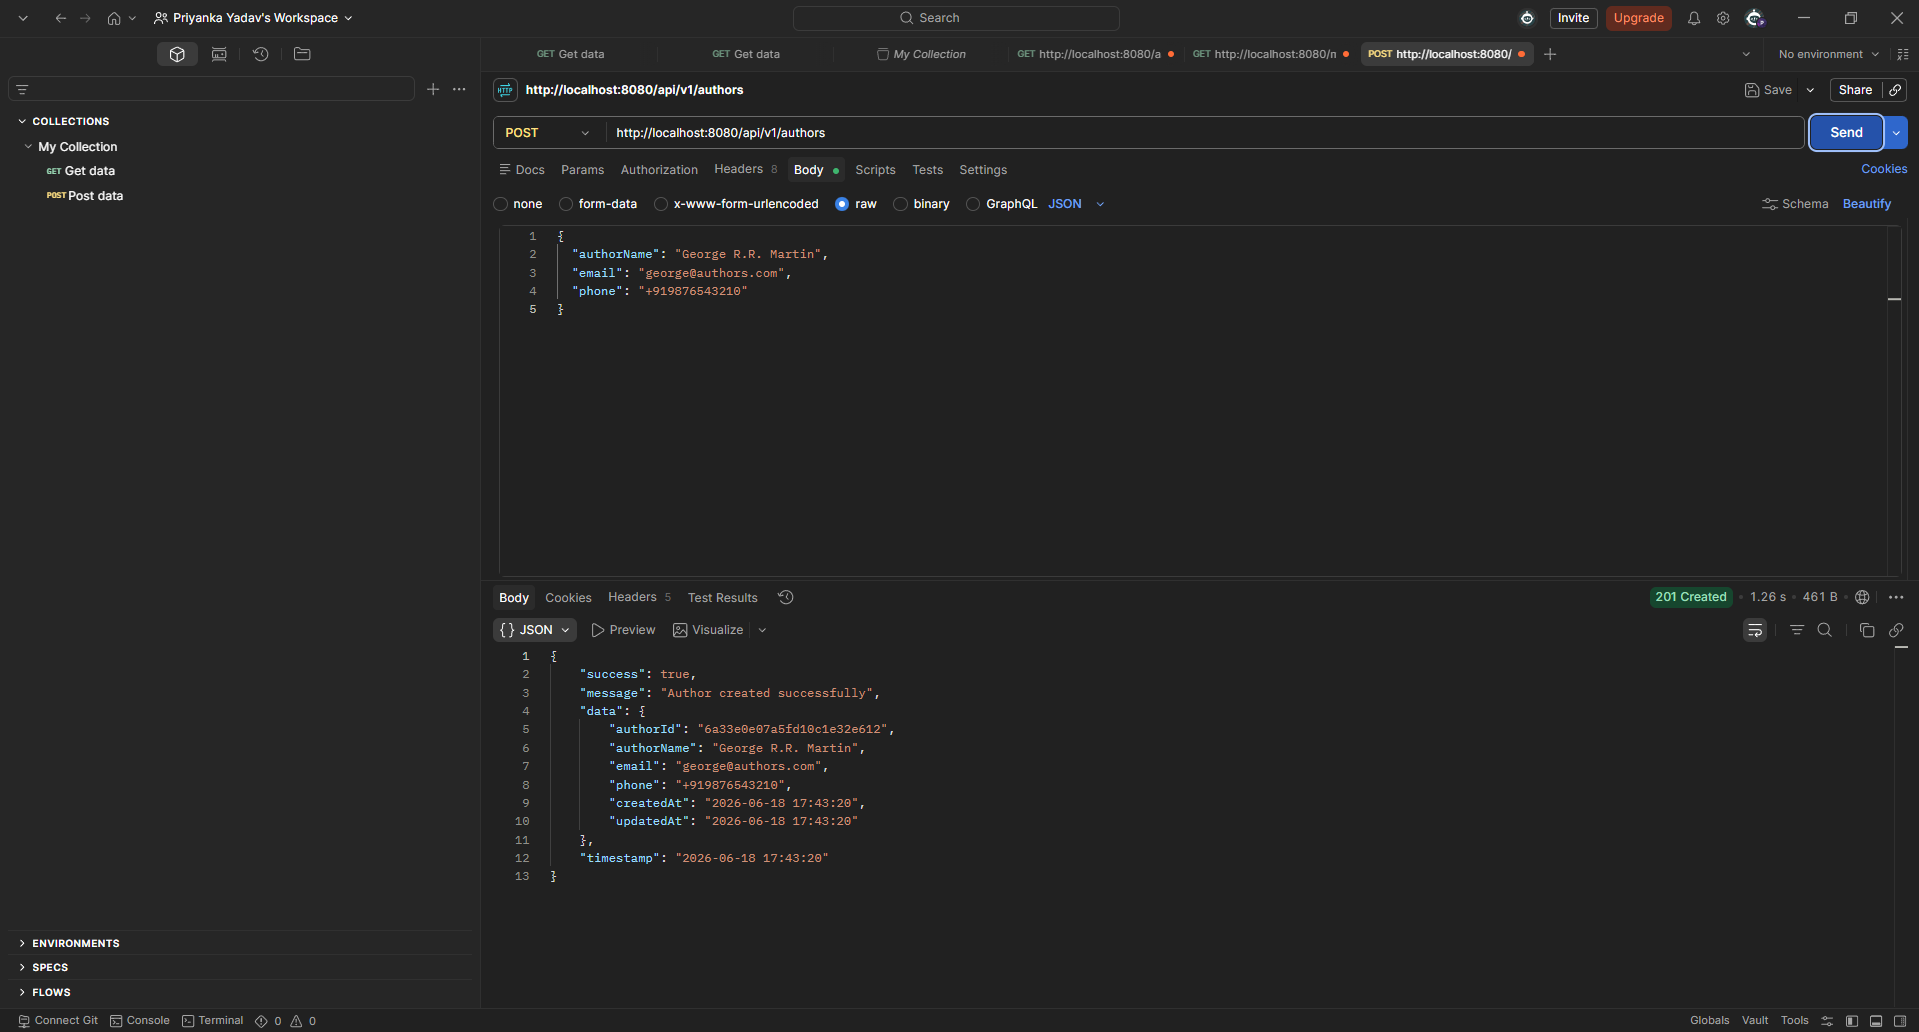 Priyanka Yadav's Workspace
Search
Invite
Upgrade
GET Get data
GET Get data
My Collection
GET http://localhost:8080/a
GET http://localhost:8080/r
POST http://localhost:8080/
No environment
HTTP http://localhost:8080/api/v1/authors
Save
Share
COLLECTIONS
My Collection
GET Get data
POST Post data
POST http://localhost:8080/api/v1/authors
Send
Docs Params Authorization Headers 8 Body Scripts Tests Settings
Cookies
none form-data x-www-form-urlencoded raw binary GraphQL JSON
Schema Beautify
1 {
2 "authorName": "George R.R. Martin",
3 "email": "george@authors.com",
4 "phone": "+919876543210"
5 }
Body Cookies Headers 5 Test Results
201 Created • 1.26 s • 461 B
{} JSON Preview Visualize
1 {
2 "success": true,
3 "message": "Author created successfully",
4 "data": {
5 "authorId": "6a33e0e07a5fd10c1e32e612",
6 "authorName": "George R.R. Martin",
7 "email": "george@authors.com",
8 "phone": "+919876543210",
9 "createdAt": "2026-06-18 17:43:20",
10 "updatedAt": "2026-06-18 17:43:20"
11 },
12 "timestamp": "2026-06-18 17:43:20"
13 }
ENVIRONMENTS
SPECS
FLOWS
Connect Git Console Terminal 0 0
Globals Vault Tools